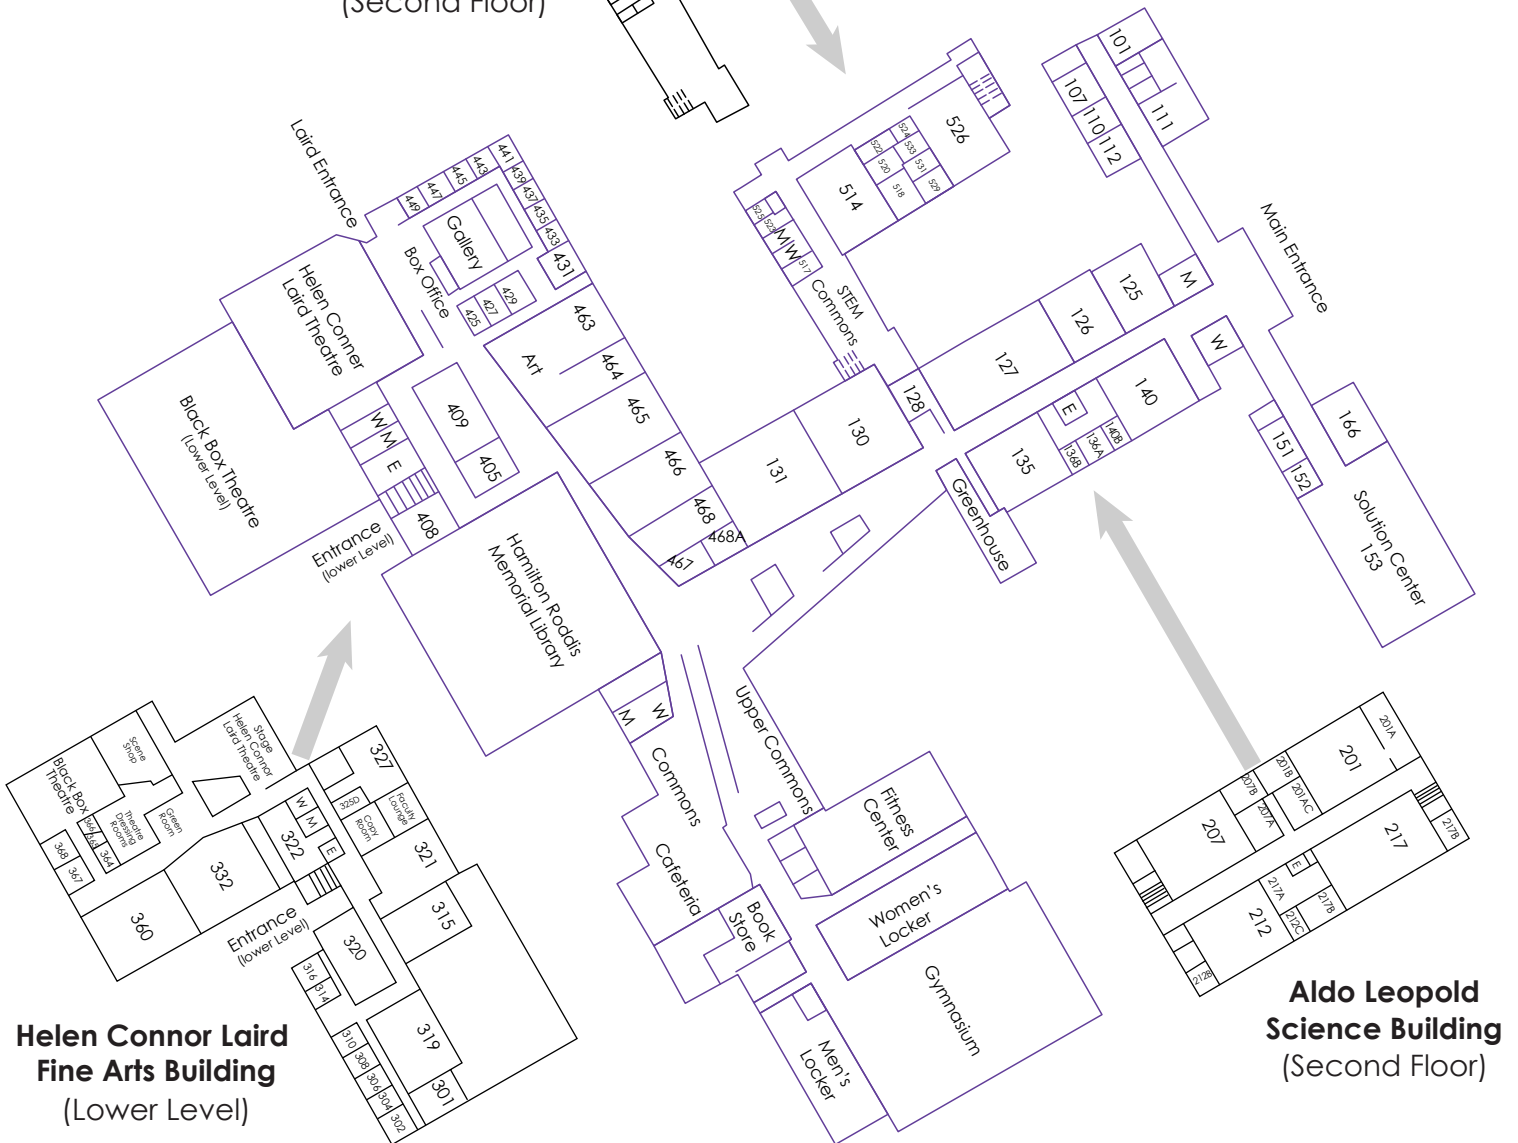 (Second Floor)
Laird Entrance
Main Entrance
101
107
110
112
111
526
524
533
531
529
522
520
518
514
525
523
M
W
517
STEM
Commons
441
443
445
447
449
439
437
435
433
431
Gallery
Box Office
425
427
429
Helen Conner
Laird Theatre
Black Box Theatre
(Lower Level)
W
M
E
409
405
408
Entrance
(lower Level)
Art
463
464
465
466
468
468A
467
131
130
128
127
126
125
M
W
140
E
140B
136A
136B
135
Greenhouse
166
151
152
Solution Center
153
Hamilton Roddis
Memorial Library
M
W
Commons
Upper Commons
Cafeteria
Book
Store
Fitness
Center
Women's
Locker
Gymnasium
Men's
Locker
Scene
Shop
Stage
Helen Connor
Laird Theatre
Black Box
Theatre
Theatre
Dressing
Rooms
Green
Room
366
365
364
368
367
360
332
322
W
M
E
327
325D
Copy
Room
Faculty
Lounge
321
315
Entrance
(lower Level)
320
316
314
319
310
308
306
304
302
301
Helen Connor Laird
Fine Arts Building
(Lower Level)
201A
201
201B
201AC
207B
207A
207
217
217B
E
217A
217B
212C
212
212B
Aldo Leopold
Science Building
(Second Floor)